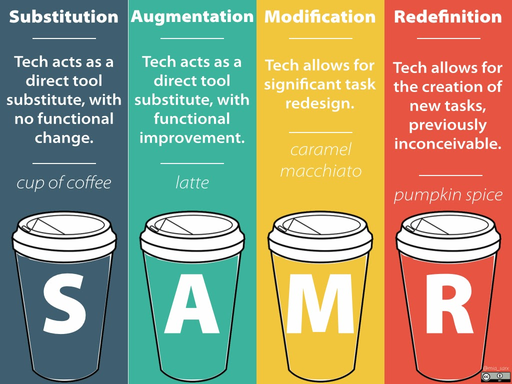 Substitution
Tech acts as a
direct tool
substitute, with
no functional
change.
cup of coffee
S
Augmentation
Tech acts as a
direct tool
substitute, with
functional
improvement.
latte
A
Modification
Tech allows for
significant task
redesign.
caramel
macchiato
M
Redefinition
Tech allows for
the creation of
new tasks,
previously
inconceivable.
pumpkin spice
R